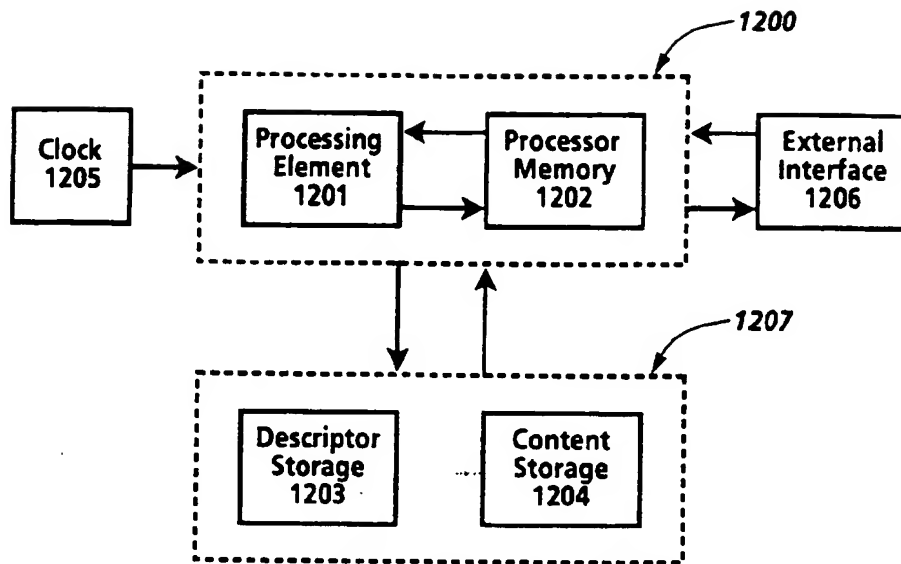 1200
Clock
1205
Processing
Element
1201
Processor
Memory
1202
External
Interface
1206
1207
Descriptor
Storage
1203
Content
Storage
1204